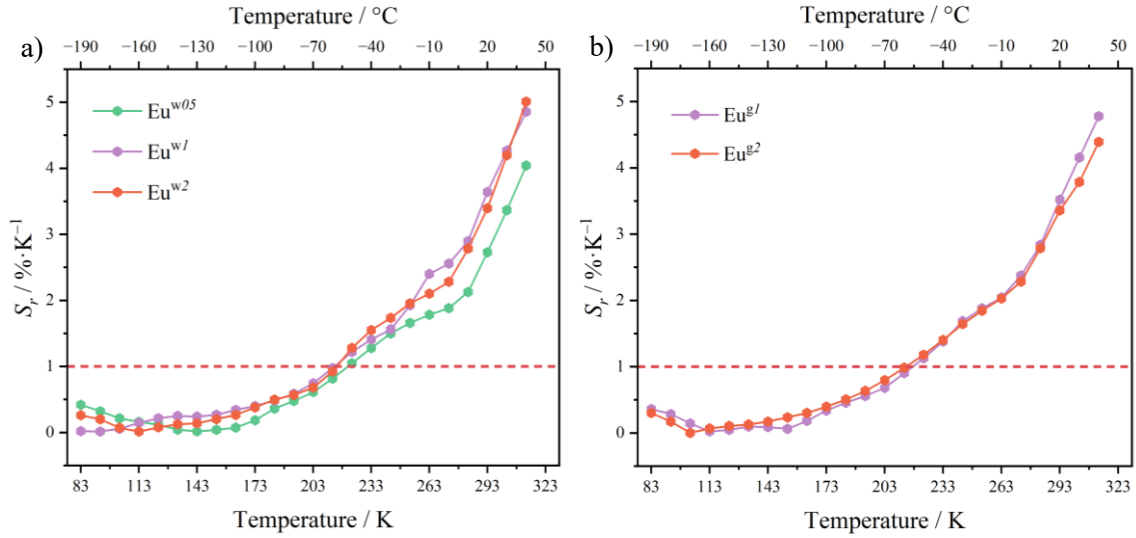 Temperature / °C
−190 −160 −130 −100 −70 −40 −10 20 50
a)
Eu^w05
Eu^w1
Eu^w2
S_r / %·K⁻¹
5
4
3
2
1
0
83 113 143 173 203 233 263 293 323
Temperature / K
Temperature / °C
−190 −160 −130 −100 −70 −40 −10 20 50
b)
Eu^g1
Eu^g2
S_r / %·K⁻¹
5
4
3
2
1
0
83 113 143 173 203 233 263 293 323
Temperature / K